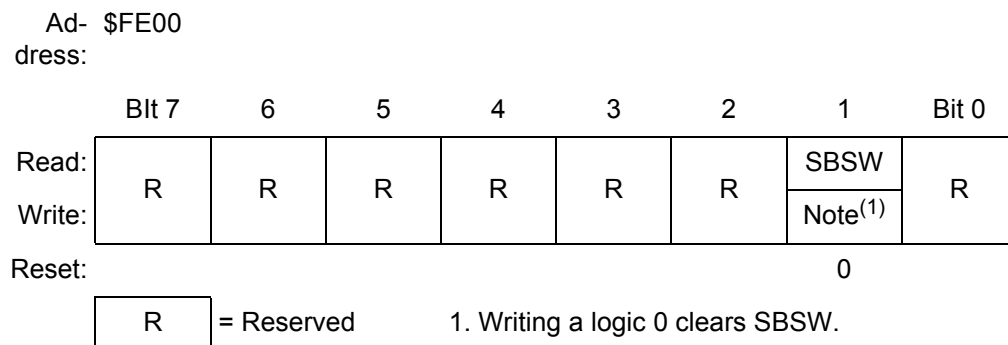 Ad- $FE00
dress:
BIt 7 6 5 4 3 2 1 Bit 0
Read: R R R R R R SBSW R
Write: Note(1)
Reset: 0
R = Reserved 1. Writing a logic 0 clears SBSW.